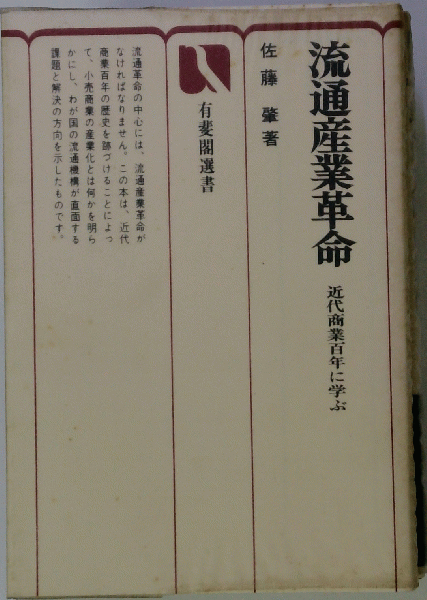 流通産業革命
近代商業百年に学ぶ
佐藤肇著
有斐閣選書
流通革命の中心には、流通産業革命が
なければなりません。この本は、近代
商業百年の歴史を跡づけることによっ
て、小売商業の産業化とは何かを明ら
かにし、わが国の流通機構が直面する
課題と解決の方向を示したものです。